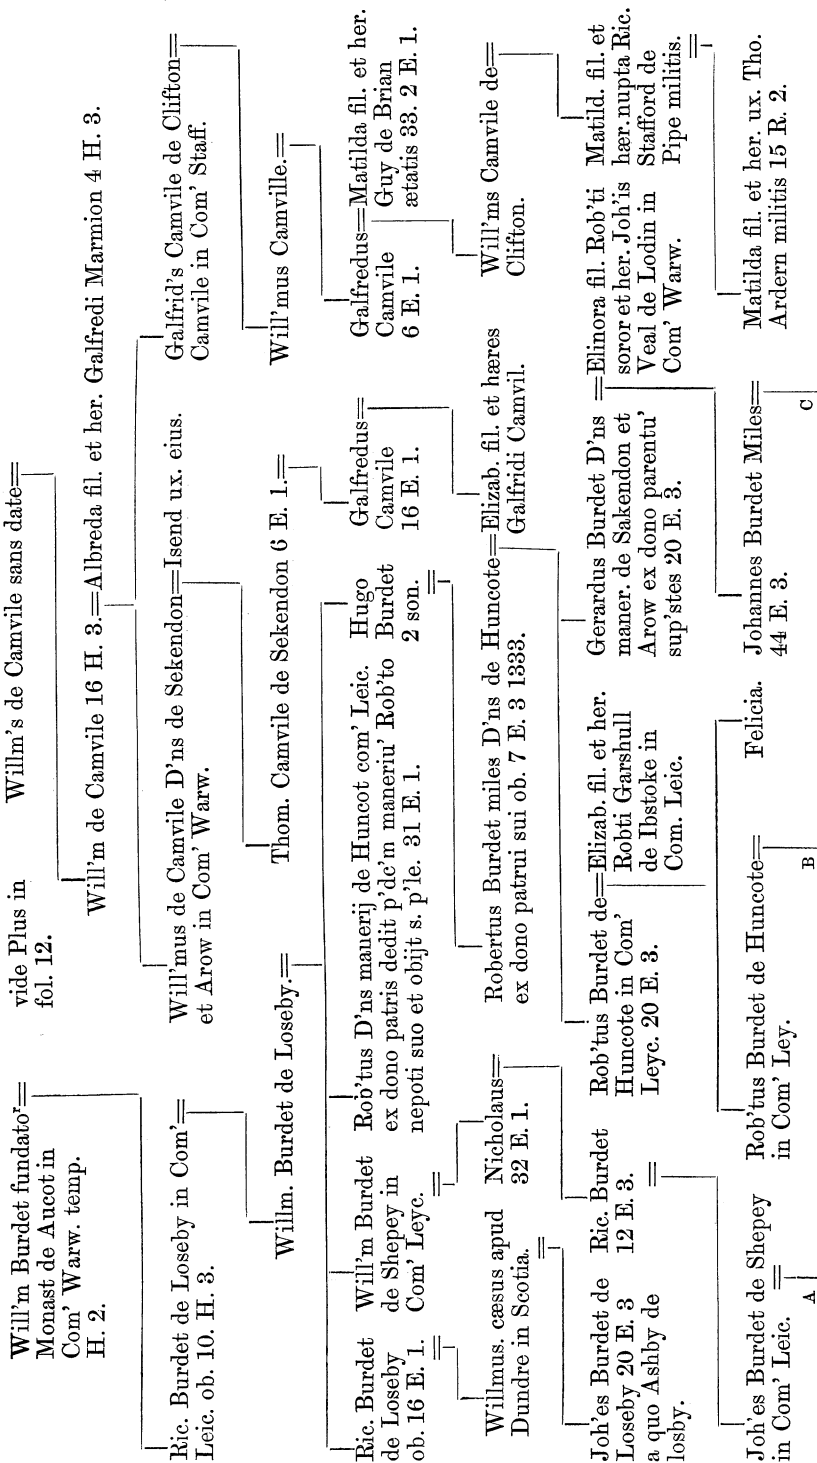 Will'm Burdet fundator=
Monast de Aucot in
Com' Warw. temp.
H. 2.
vide Plus in
fol. 12.
Willm's de Camvile sans date=
Will'm de Camvile 16 H. 3.=Albreda fil. et her. Galfredi Marmion 4 H. 3.
Ric. Burdet de Loseby in Com'=
Leic. ob. 10. H. 3.
Will'mus de Camvile D'ns de Sekendon=Isend ux. eius.
et Arow in Com' Warw.
Galfrid's Camvile de Clifton=
Camvile in Com' Staff.
Willm. Burdet de Loseby.=
Thom. Camvile de Sekendon 6 E. 1.=
Will'mus Camville.=
Ric. Burdet
de Loseby
ob. 16 E. 1.
=
Will'm Burdet
de Shepey in
Com' Leyc.
=
Rob'tus D'ns mauerij de Huncot com' Leic.
ex dono patris dedit p'dc'm maneriu' Rob'to
nepoti suo et obijt s. p'le. 31 E. 1.
Hugo
Burdet
2 son.
=
Galfredus=
Camvile
16 E. 1.
Galfredus=Matilda fil. et her.
Camvile
6 E. 1.
Guy de Brian
ætatis 33. 2 E. 1.
Willmus. cæsus apud
Dundre in Scotia.
=
Nicholaus=
32 E. 1.
Robertus Burdet miles D'ns de Huncote=Elizab. fil. et hæres
ex dono patrui sui ob. 7 E. 3 1333.
Galfridi Camvil.
Will'ms Camvile de=
Clifton.
Joh'es Burdet de
Loseby 20 E. 3
a quo Ashby de
losby.
Ric. Burdet
12 E. 3.
=
Rob'tus Burdet de=Elizab. fil. et her.
Huncote in Com'
Leyc. 20 E. 3.
Robti Garshull
de Ibstoke in
Com. Leic.
Gerardus Burdet D'ns
maner. de Sakendon et
Arow ex dono parentu'
sup'stes 20 E. 3.
=Elinora fil. Rob'ti
soror et her. Joh'is
Veal de Lodin in
Com' Warw.
Matild. fil. et
hær. nupta Ric.
Stafford de
Pipe militis.
=
Joh'es Burdet de Shepey
in Com' Leic. =
A
Rob'tus Burdet de Huncote=
in Com' Ley.
B
Felicia.
Johannes Burdet Miles=
44 E. 3.
C
Matilda fil. et her. ux. Tho.
Ardern militis 15 R. 2.